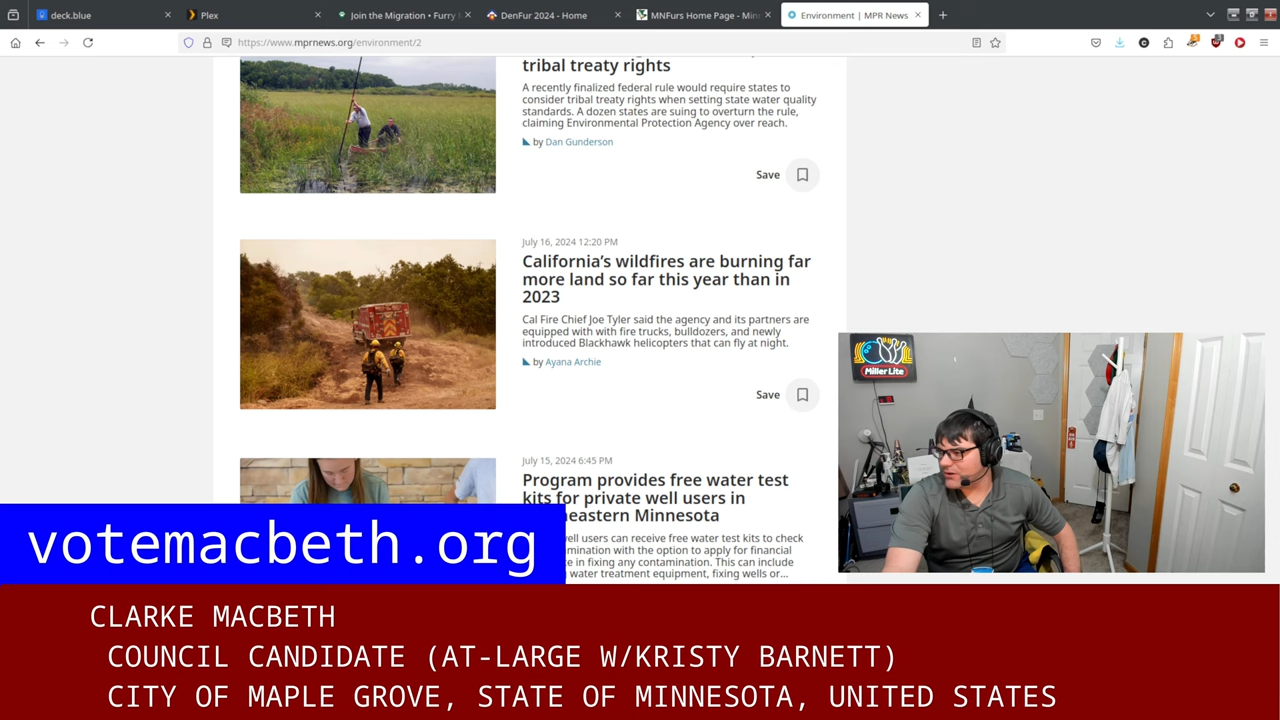 deck.blue
Plex
Join the Migration • Furry
DenFur 2024 - Home
MNFurs Home Page - Min
Environment | MPR News
https://www.mprnews.org/environment/2
tribal treaty rights
A recently finalized federal rule would require states to
consider tribal treaty rights when setting state water quality
standards. A dozen states are suing to overturn the rule,
claiming Environmental Protection Agency over reach.
by Dan Gunderson
Save
July 16, 2024 12:20 PM
California’s wildfires are burning far
more land so far this year than in
2023
Cal Fire Chief Joe Tyler said the agency and its partners are
equipped with with fire trucks, bulldozers, and newly
introduced Blackhawk helicopters that can fly at night.
by Ayana Archie
Save
Miller Lite
July 15, 2024 6:45 PM
Program provides free water test
kits for private well users in
eastern Minnesota
ell users can receive free water test kits to check
mination with the option to apply for financial
ce in fixing any contamination. This can include
water treatment equipment, fixing wells or...
votemacbeth.org
CLARKE MACBETH
COUNCIL CANDIDATE (AT-LARGE W/KRISTY BARNETT)
CITY OF MAPLE GROVE, STATE OF MINNESOTA, UNITED STATES